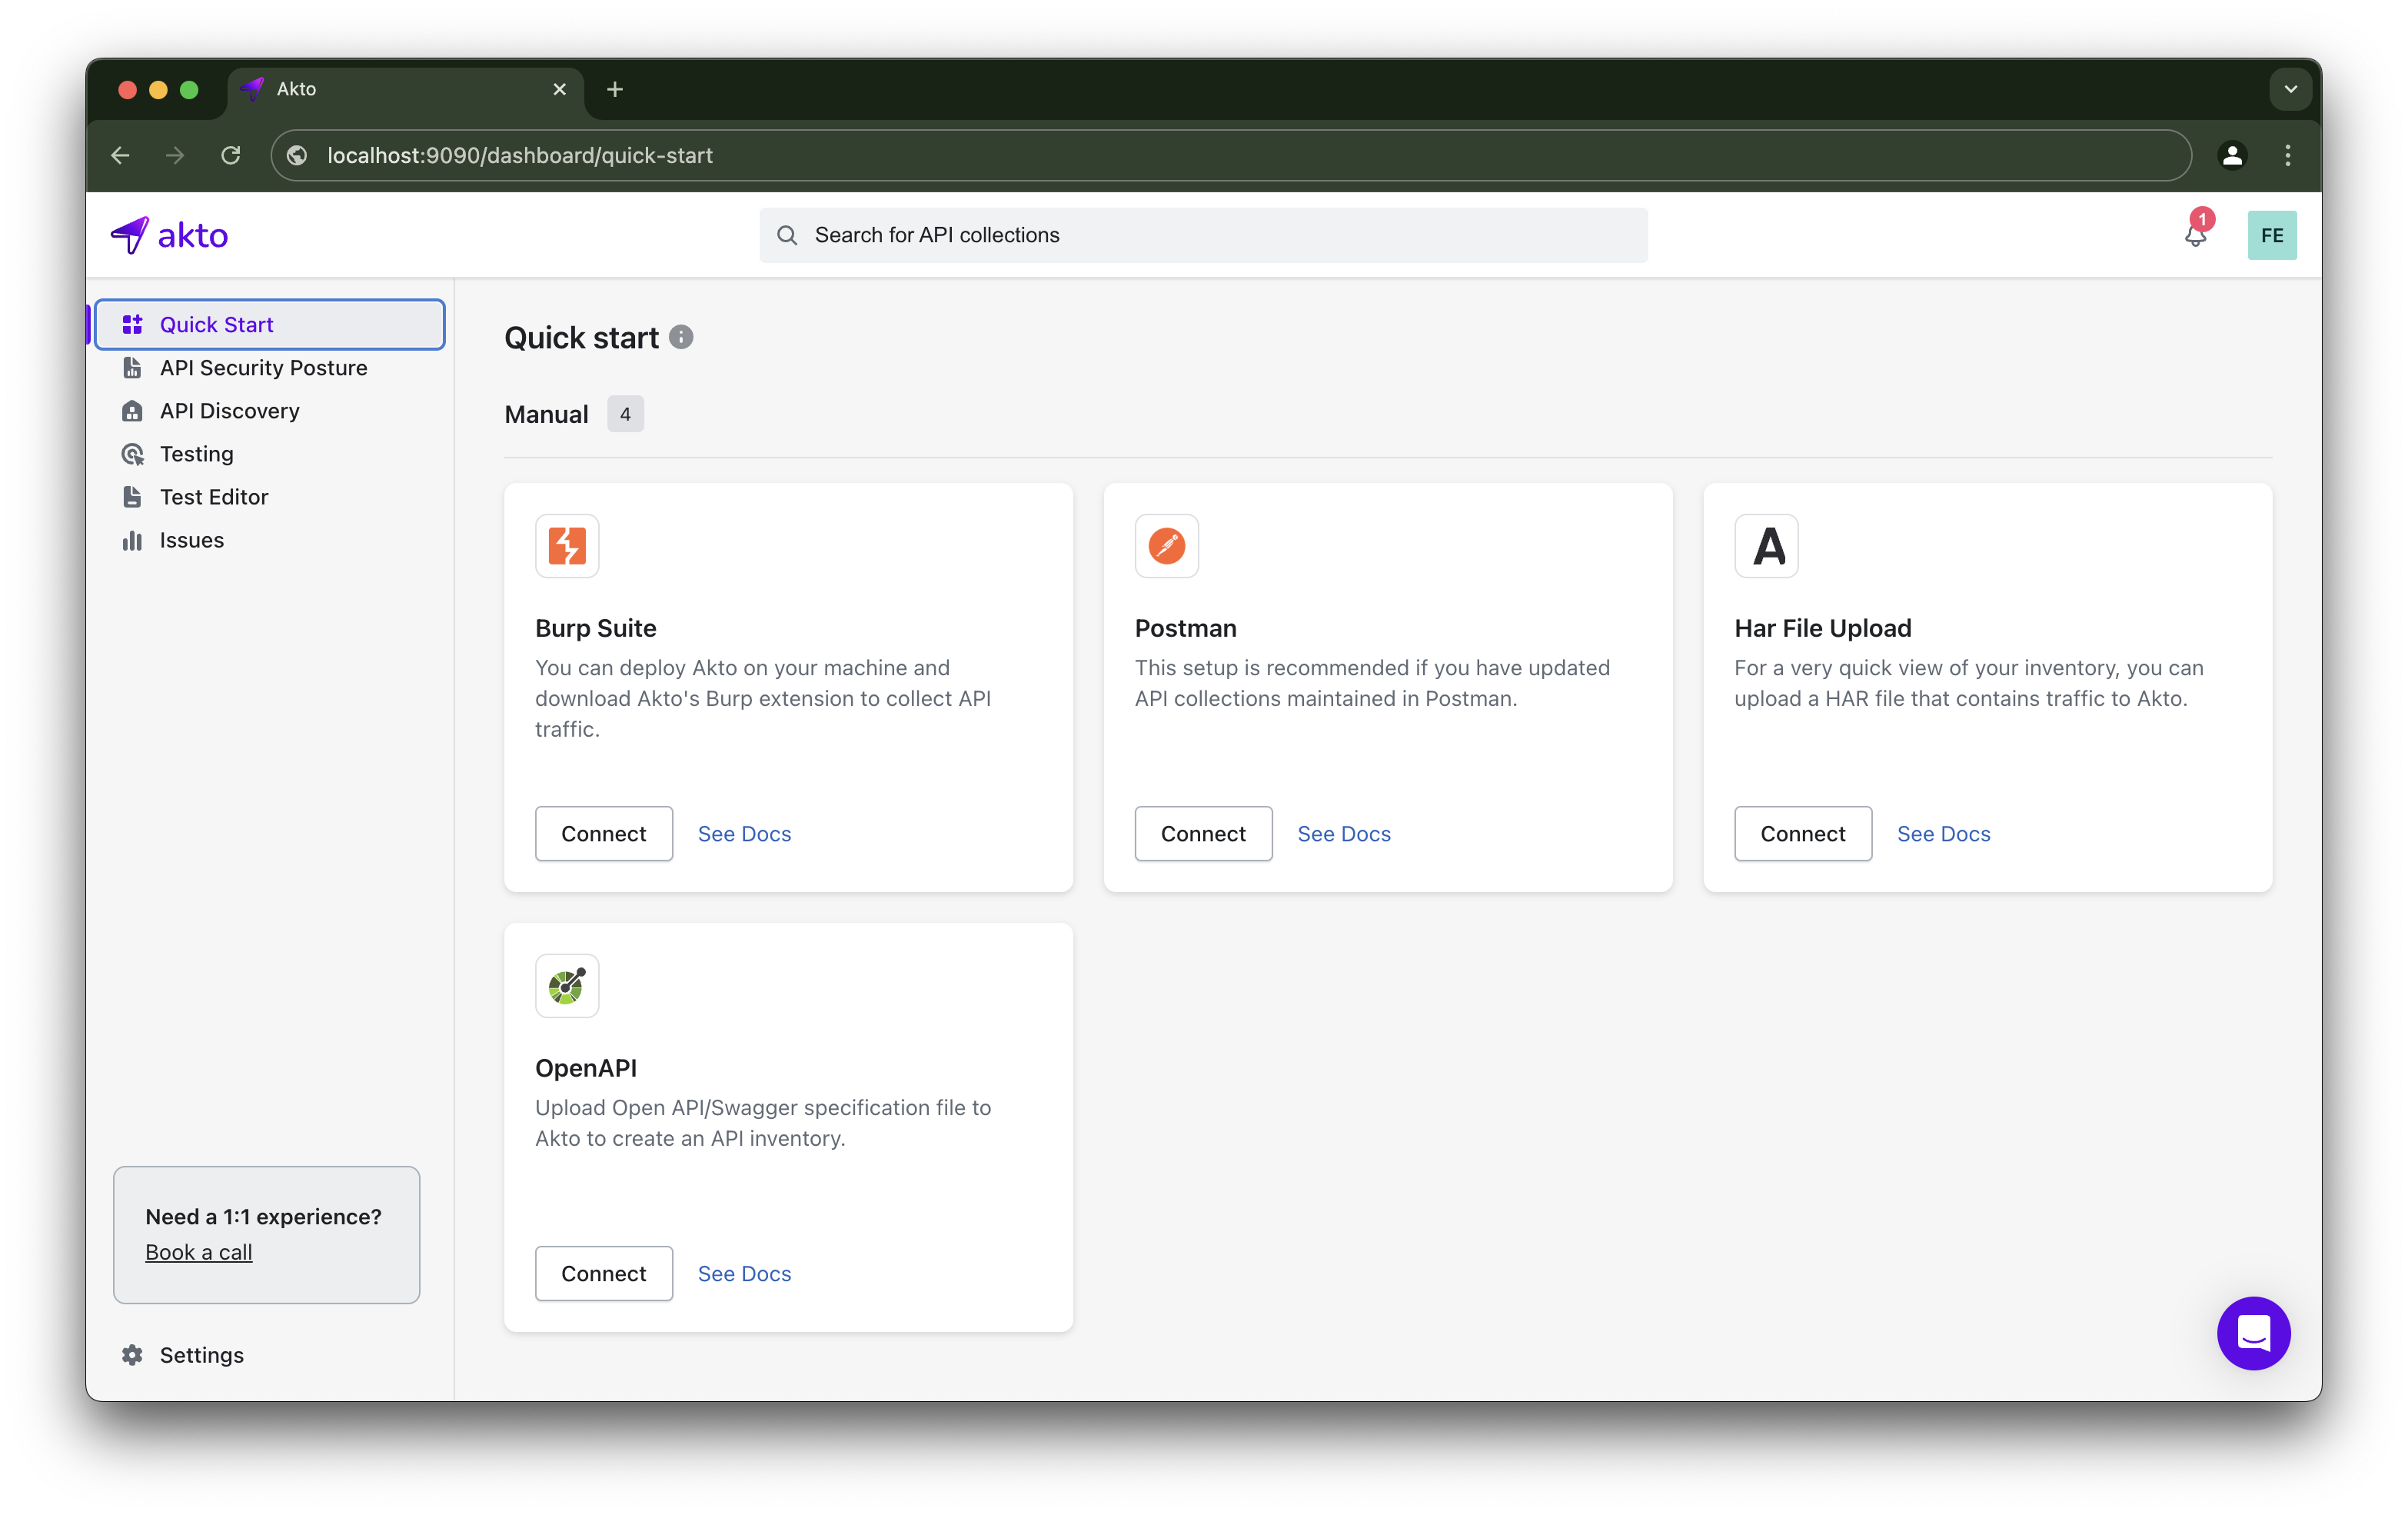 Akto
localhost:9090/dashboard/quick-start
akto
Search for API collections
1
FE
Quick Start
API Security Posture
API Discovery
Testing
Test Editor
Issues
Need a 1:1 experience?
Book a call
Settings
Quick start
Manual 4
Burp Suite
You can deploy Akto on your machine and
download Akto's Burp extension to collect API
traffic.
Connect See Docs
Postman
This setup is recommended if you have updated
API collections maintained in Postman.
Connect See Docs
A
Har File Upload
For a very quick view of your inventory, you can
upload a HAR file that contains traffic to Akto.
Connect See Docs
OpenAPI
Upload Open API/Swagger specification file to
Akto to create an API inventory.
Connect See Docs